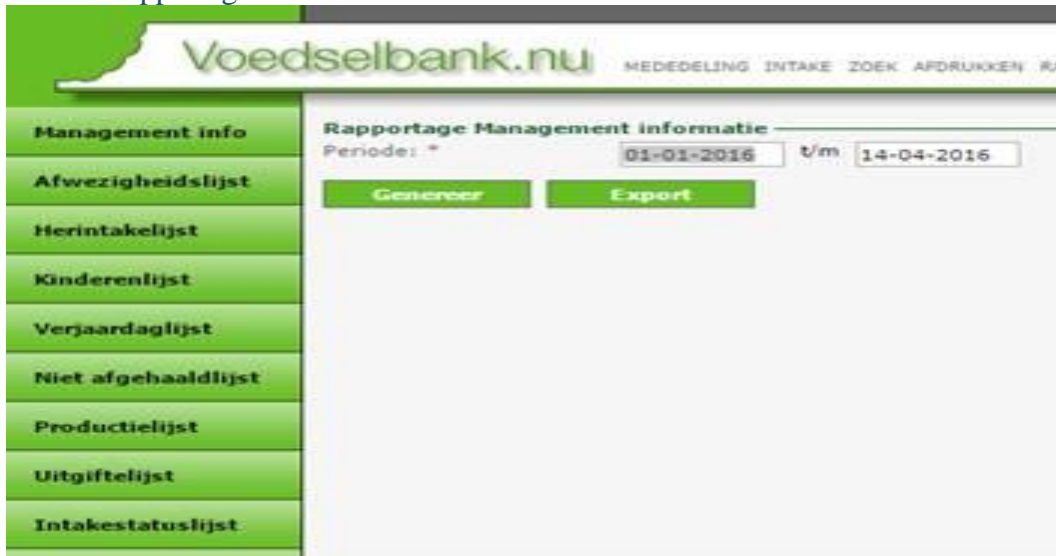 Voedselbank.nu
MEDEDELING INTAKE ZOEK AFDRUKKEN
Management info
Afwezigheidslijst
Herintakelijst
Kinderenlijst
Verjaardaglijst
Niet afgehaaldlijst
Productielijst
Uitgiftelijst
Intakestatuslijst
Rapportage Management informatie
Periode: * 01-01-2016 t/m 14-04-2016
Genereer Export